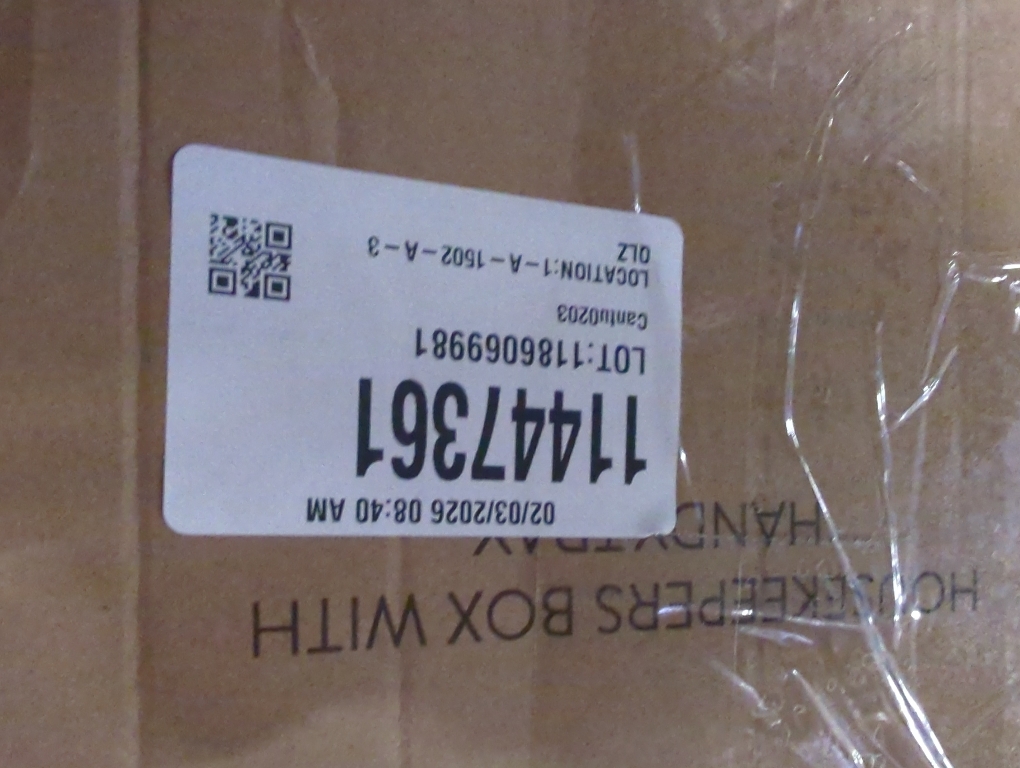 HOUSEKEEPERS BOX WITH
HANDY TRAY
02/03/2026 08:40 AM
11447361
LOT:1186069981
Cantu0203
LOCATION:1-A-1502-A-3
QLZ